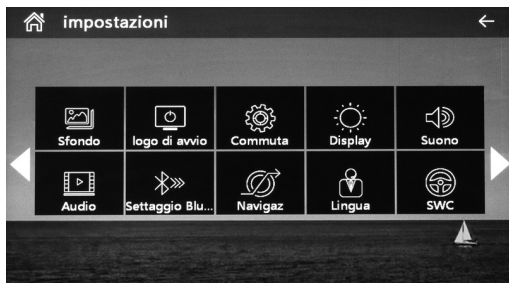 impostazioni
Sfondo
logo di avvio
Commuta
Display
Suono
Audio
Settaggio Blu...
Navigaz
Lingua
SWC